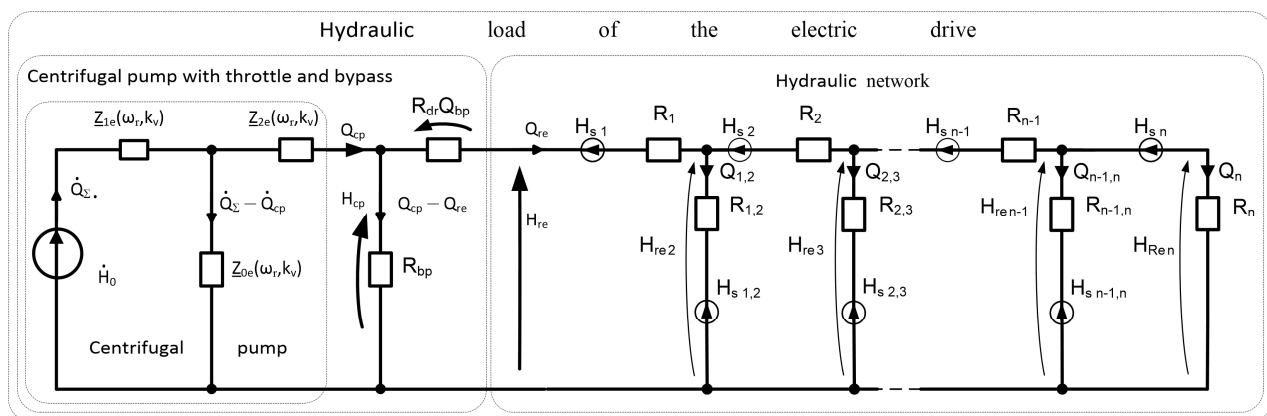 Hydraulic load of the electric drive
Centrifugal pump with throttle and bypass
Hydraulic network
Z1e(ωr,kv)
Z2e(ωr,kv)
Qcp
RdrQbp
Qre
Hs 1
R1
Hs 2
R2
Hs n-1
Rn-1
Hs n
Q̇Σ.
Q̇Σ – Q̇cp
Hcp
Qcp – Qre
Hre
Q1,2
Q2,3
Qn-1,n
Qn
R1,2
R2,3
Rn-1,n
Rn
Hre2
Hre3
Hren-1
HRen
Ḣ0
Z0e(ωr,kv)
Rbp
Hs 1,2
Hs 2,3
Hs n-1,n
Centrifugal pump